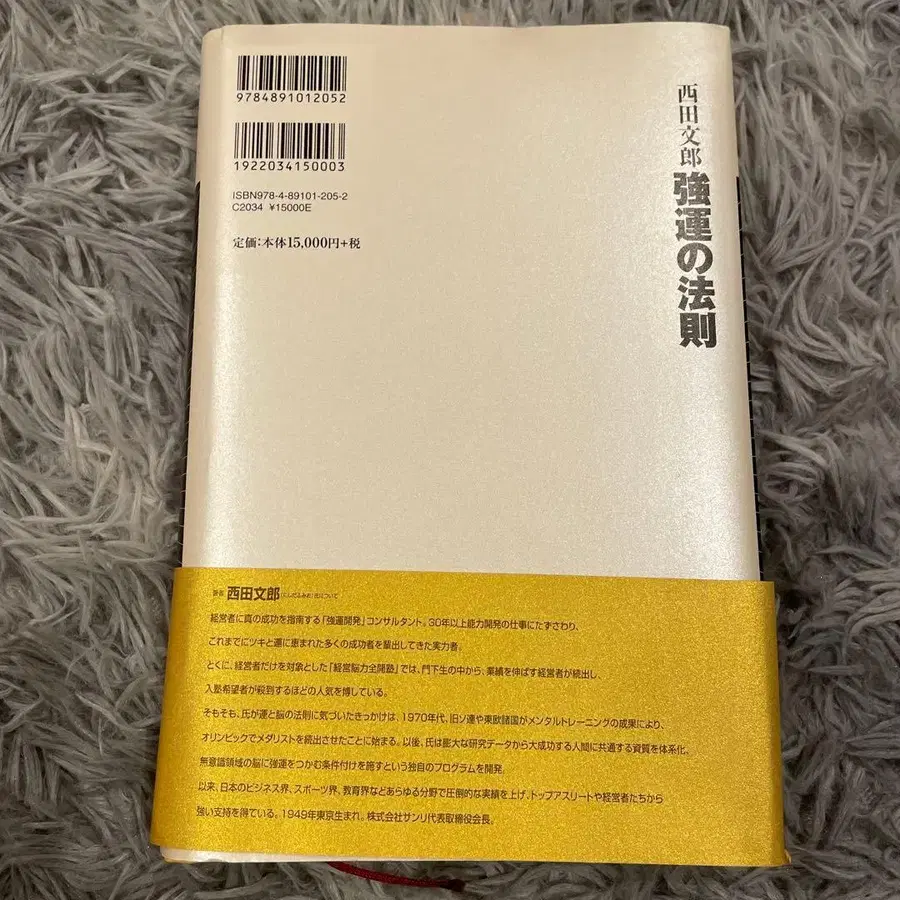 9784891012052
1922034150003
ISBN978-4-89101-205-2
C2034 ¥15000E
定価:本体15,000円+税
西田文郎 強運の法則
著者 西田文郎(にしだふみお)氏について
経営者に真の成功を指南する「強運開発」コンサルタント。30年以上能力開発の仕事にたずさわり、
これまでにツキと運に恵まれた多くの成功者を輩出してきた実力者。
とくに、経営者だけを対象とした「経営脳力全開塾」では、門下生の中から、業績を伸ばす経営者が続出し、
入塾希望者が殺到するほどの人気を博している。
そもそも、氏が運と脳の法則に気づいたきっかけは、1970年代、旧ソ連や東欧諸国がメンタルトレーニングの成果により、
オリンピックでメダリストを続出させたことに始まる。以後、氏は膨大な研究データから大成功する人間に共通する資質を体系化。
無意識領域の脳に強運をつかむ条件付けを施すという独自のプログラムを開発。
以来、日本のビジネス界、スポーツ界、教育界などあらゆる分野で圧倒的な実績を上げ、トップアスリートや経営者たちから
強い支持を得ている。1949年東京生まれ。株式会社サンリ代表取締役会長。